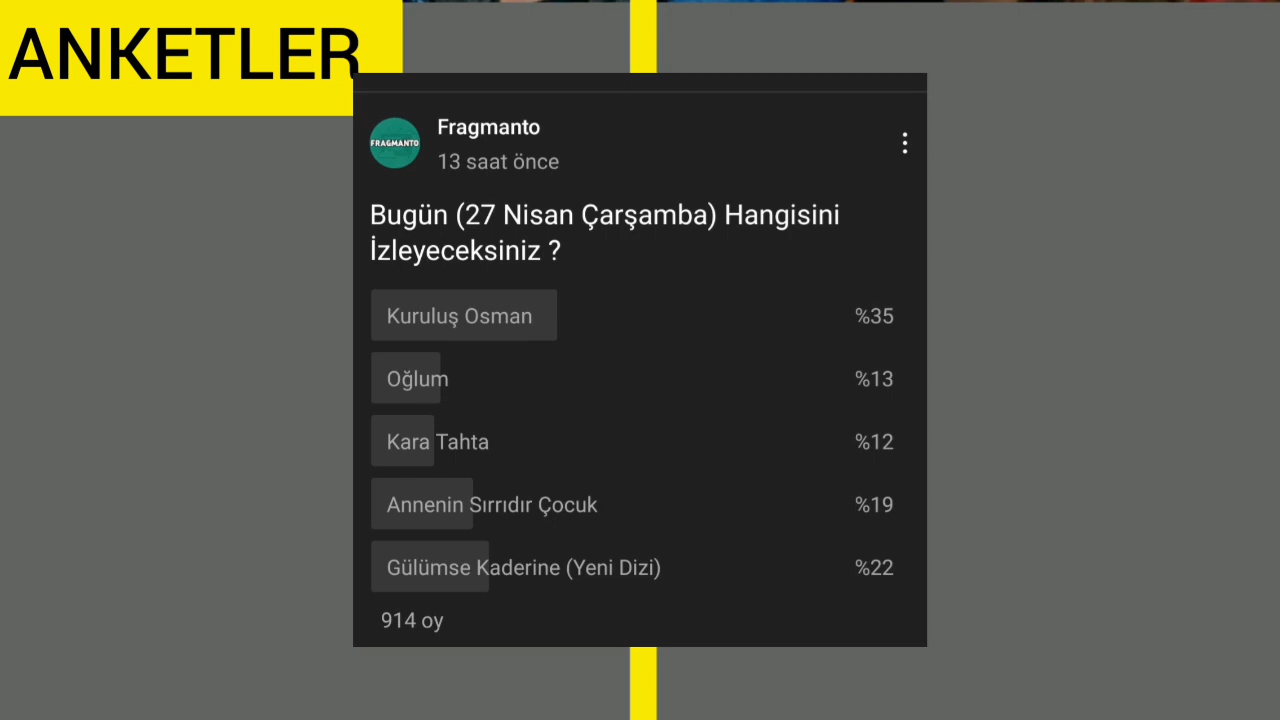 ANKETLER
FRAGMANTO
Fragmanto
13 saat önce
Bugün (27 Nisan Çarşamba) Hangisini
İzleyeceksiniz ?
Kuruluş Osman %35
Oğlum %13
Kara Tahta %12
Annenin Sırrıdır Çocuk %19
Gülümse Kaderine (Yeni Dizi) %22
914 oy